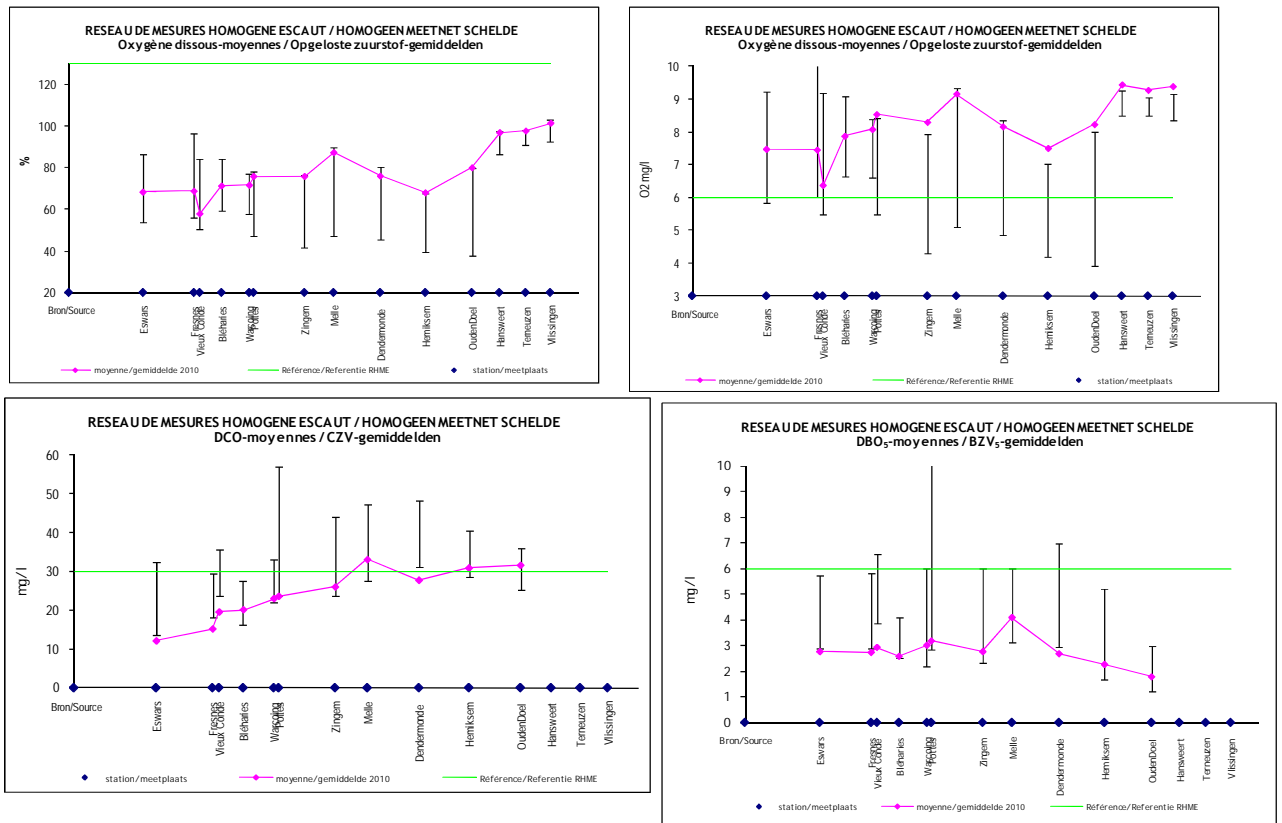 RESEAU DE MESURES HOMOGENE ESCAUT / HOMOGEEN MEETNET SCHELDE
Oxygène dissous-moyennes / Opgeloste zuurstof-gemiddelden
%
120
100
80
60
40
20
Bron/Source
Eswars
Fresnes
Vieux Condé
Bléharies
Warcoing
Pottes
Zingem
Melle
Dendermonde
Hemiksem
OudenDoel
Hansweert
Terneuzen
Vlissingen
moyenne/gemiddelde 2010
Référence/Referentie RHME
station/meetplaats
RESEAU DE MESURES HOMOGENE ESCAUT / HOMOGEEN MEETNET SCHELDE
Oxygène dissous-moyennes / Opgeloste zuurstof-gemiddelden
O2 mg/l
10
9
8
7
6
5
4
3
Bron/Source
Eswars
Fresnes
Vieux Condé
Bléharies
Warcoing
Pottes
Zingem
Melle
Dendermonde
Hemiksem
OudenDoel
Hansweert
Terneuzen
Vlissingen
moyenne/gemiddelde 2010
Référence/Referentie RHME
station/meetplaats
RESEAU DE MESURES HOMOGENE ESCAUT / HOMOGEEN MEETNET SCHELDE
DCO-moyennes / CZV-gemiddelden
mg/l
60
50
40
30
20
10
0
Bron/Source
Eswars
Fresnes
Vieux Condé
Bléharies
Warcoing
Pottes
Zingem
Melle
Dendermonde
Hemiksem
OudenDoel
Hansweert
Terneuzen
Vlissingen
station/meetplaats
moyenne/gemiddelde 2010
Référence/Referentie RHME
RESEAU DE MESURES HOMOGENE ESCAUT / HOMOGEEN MEETNET SCHELDE
DBO₅-moyennes / BZV₅-gemiddelden
mg/l
10
9
8
7
6
5
4
3
2
1
0
Bron/Source
Eswars
Fresnes
Vieux Condé
Bléharies
Warcoing
Pottes
Zingem
Melle
Dendermonde
Hemiksem
OudenDoel
Hansweert
Terneuzen
Vlissingen
station/meetplaats
moyenne/gemiddelde 2010
Référence/Referentie RHME